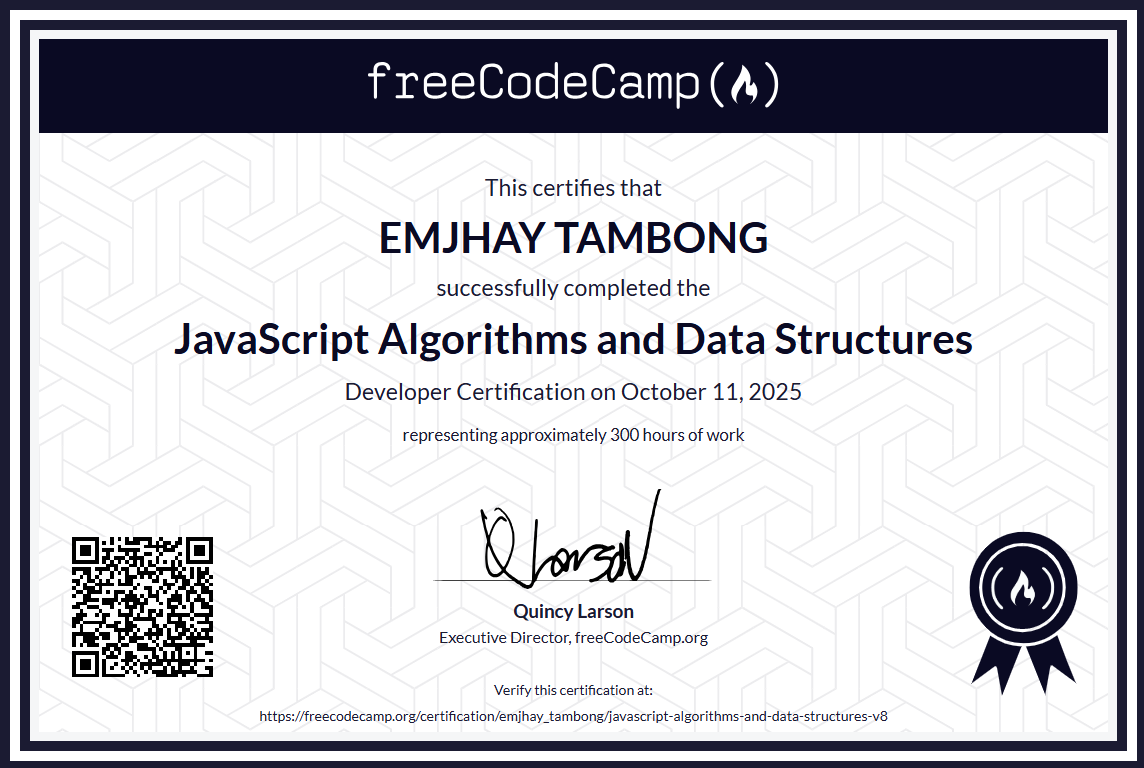 freeCodeCamp
This certifies that
EMJHAY TAMBONG
successfully completed the
JavaScript Algorithms and Data Structures
Developer Certification on October 11, 2025
representing approximately 300 hours of work
QLarson
Quincy Larson
Executive Director, freeCodeCamp.org
Verify this certification at:
https://freecodecamp.org/certification/emjhay_tambong/javascript-algorithms-and-data-structures-v8